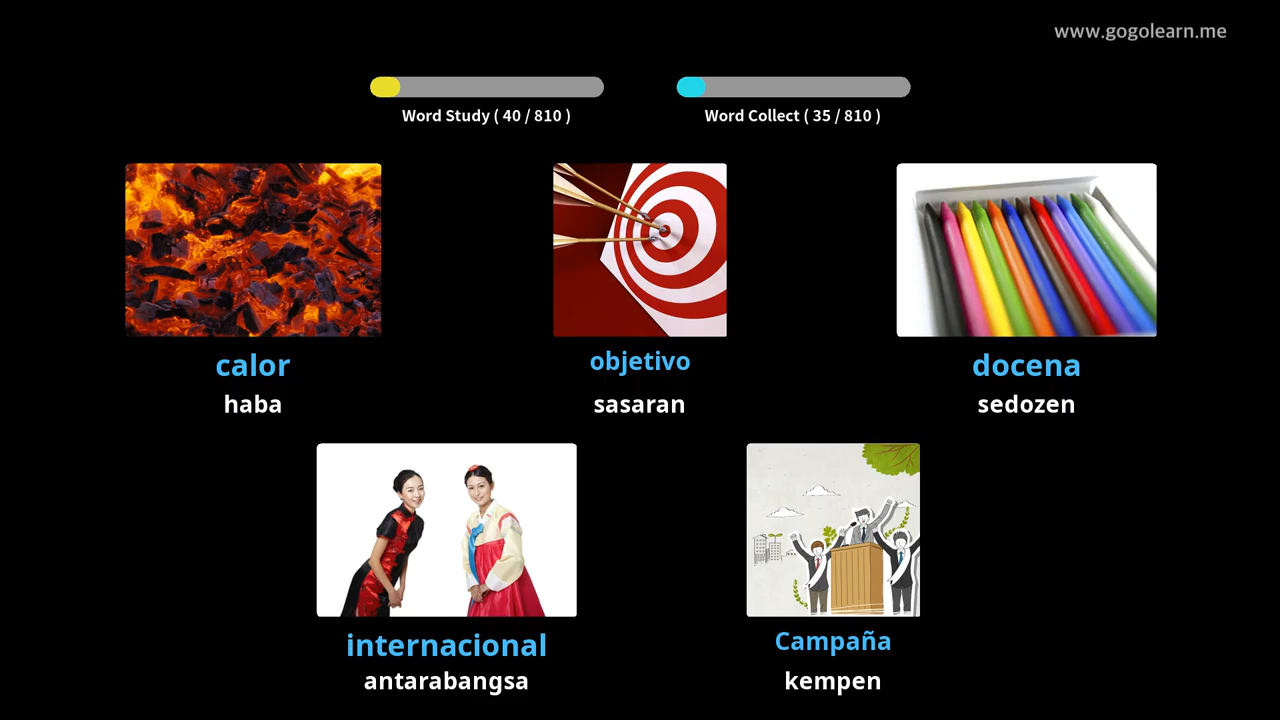 www.gogolearn.me
Word Study ( 40 / 810 )
Word Collect ( 35 / 810 )
calor
haba
objetivo
sasaran
docena
sedozen
internacional
antarabangsa
Campaña
kempen